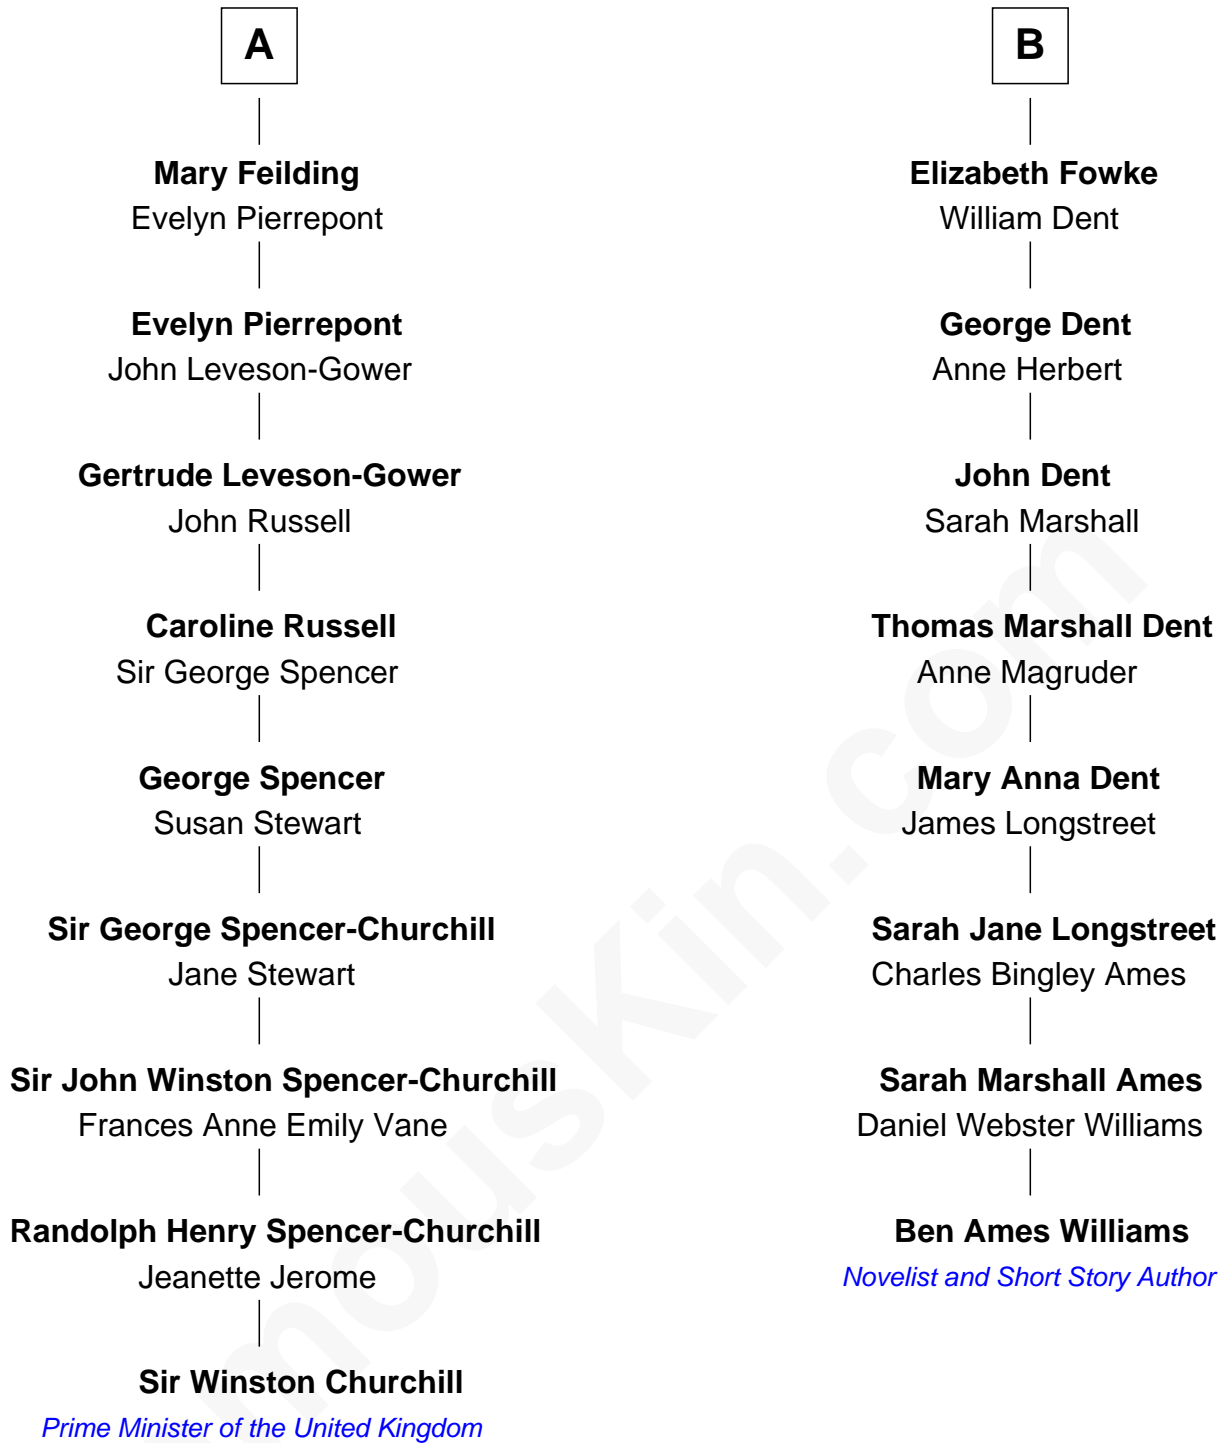 A
Mary Feilding
Evelyn Pierrepont
Evelyn Pierrepont
John Leveson-Gower
Gertrude Leveson-Gower
John Russell
Caroline Russell
Sir George Spencer
George Spencer
Susan Stewart
Sir George Spencer-Churchill
Jane Stewart
Sir John Winston Spencer-Churchill
Frances Anne Emily Vane
Randolph Henry Spencer-Churchill
Jeanette Jerome
Sir Winston Churchill
Prime Minister of the United Kingdom
B
Elizabeth Fowke
William Dent
George Dent
Anne Herbert
John Dent
Sarah Marshall
Thomas Marshall Dent
Anne Magruder
Mary Anna Dent
James Longstreet
Sarah Jane Longstreet
Charles Bingley Ames
Sarah Marshall Ames
Daniel Webster Williams
Ben Ames Williams
Novelist and Short Story Author
mousKin.com